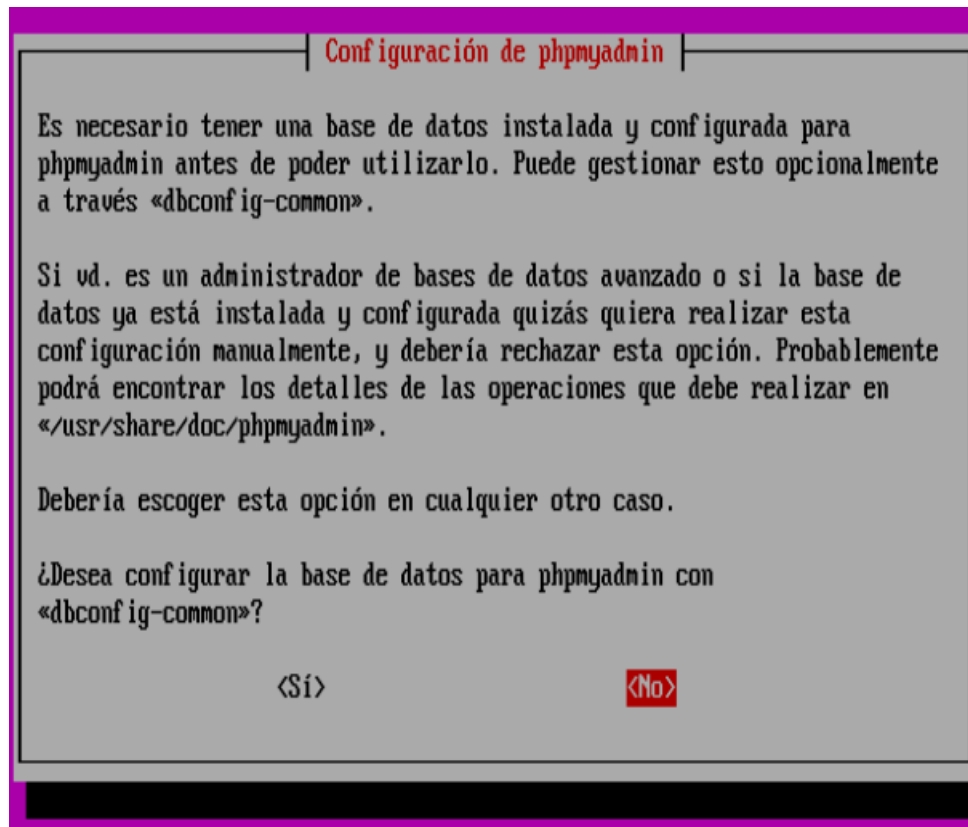 Configuración de phpmyadmin
Es necesario tener una base de datos instalada y configurada para
phpmyadmin antes de poder utilizarlo. Puede gestionar esto opcionalmente
a través «dbconfig-common».
Si vd. es un administrador de bases de datos avanzado o si la base de
datos ya está instalada y configurada quizás quiera realizar esta
configuración manualmente, y debería rechazar esta opción. Probablemente
podrá encontrar los detalles de las operaciones que debe realizar en
«/usr/share/doc/phpmyadmin».
Debería escoger esta opción en cualquier otro caso.
¿Desea configurar la base de datos para phpmyadmin con
«dbconfig-common»?
<Sí> <No>